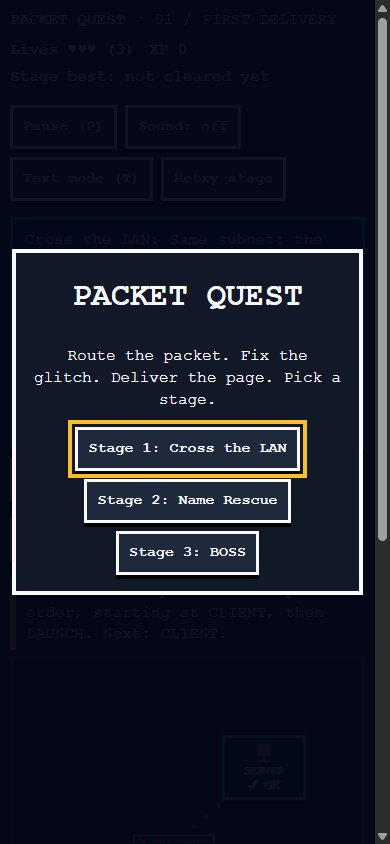 PACKET QUEST · 01 / FIRST DELIVERY
Lives ♥♥♥ (3) XP 0
Stage best: not cleared yet
Pause (P) Sound: off
Text mode (T) Retry stage
Cross the LAN: Same subnet: the
PACKET QUEST
Route the packet. Fix the
glitch. Deliver the page. Pick a
stage.
Stage 1: Cross the LAN
Stage 2: Name Rescue
Stage 3: BOSS
order, starting at CLIENT, then
LAUNCH. Next: CLIENT.
SERVER
✓ OK